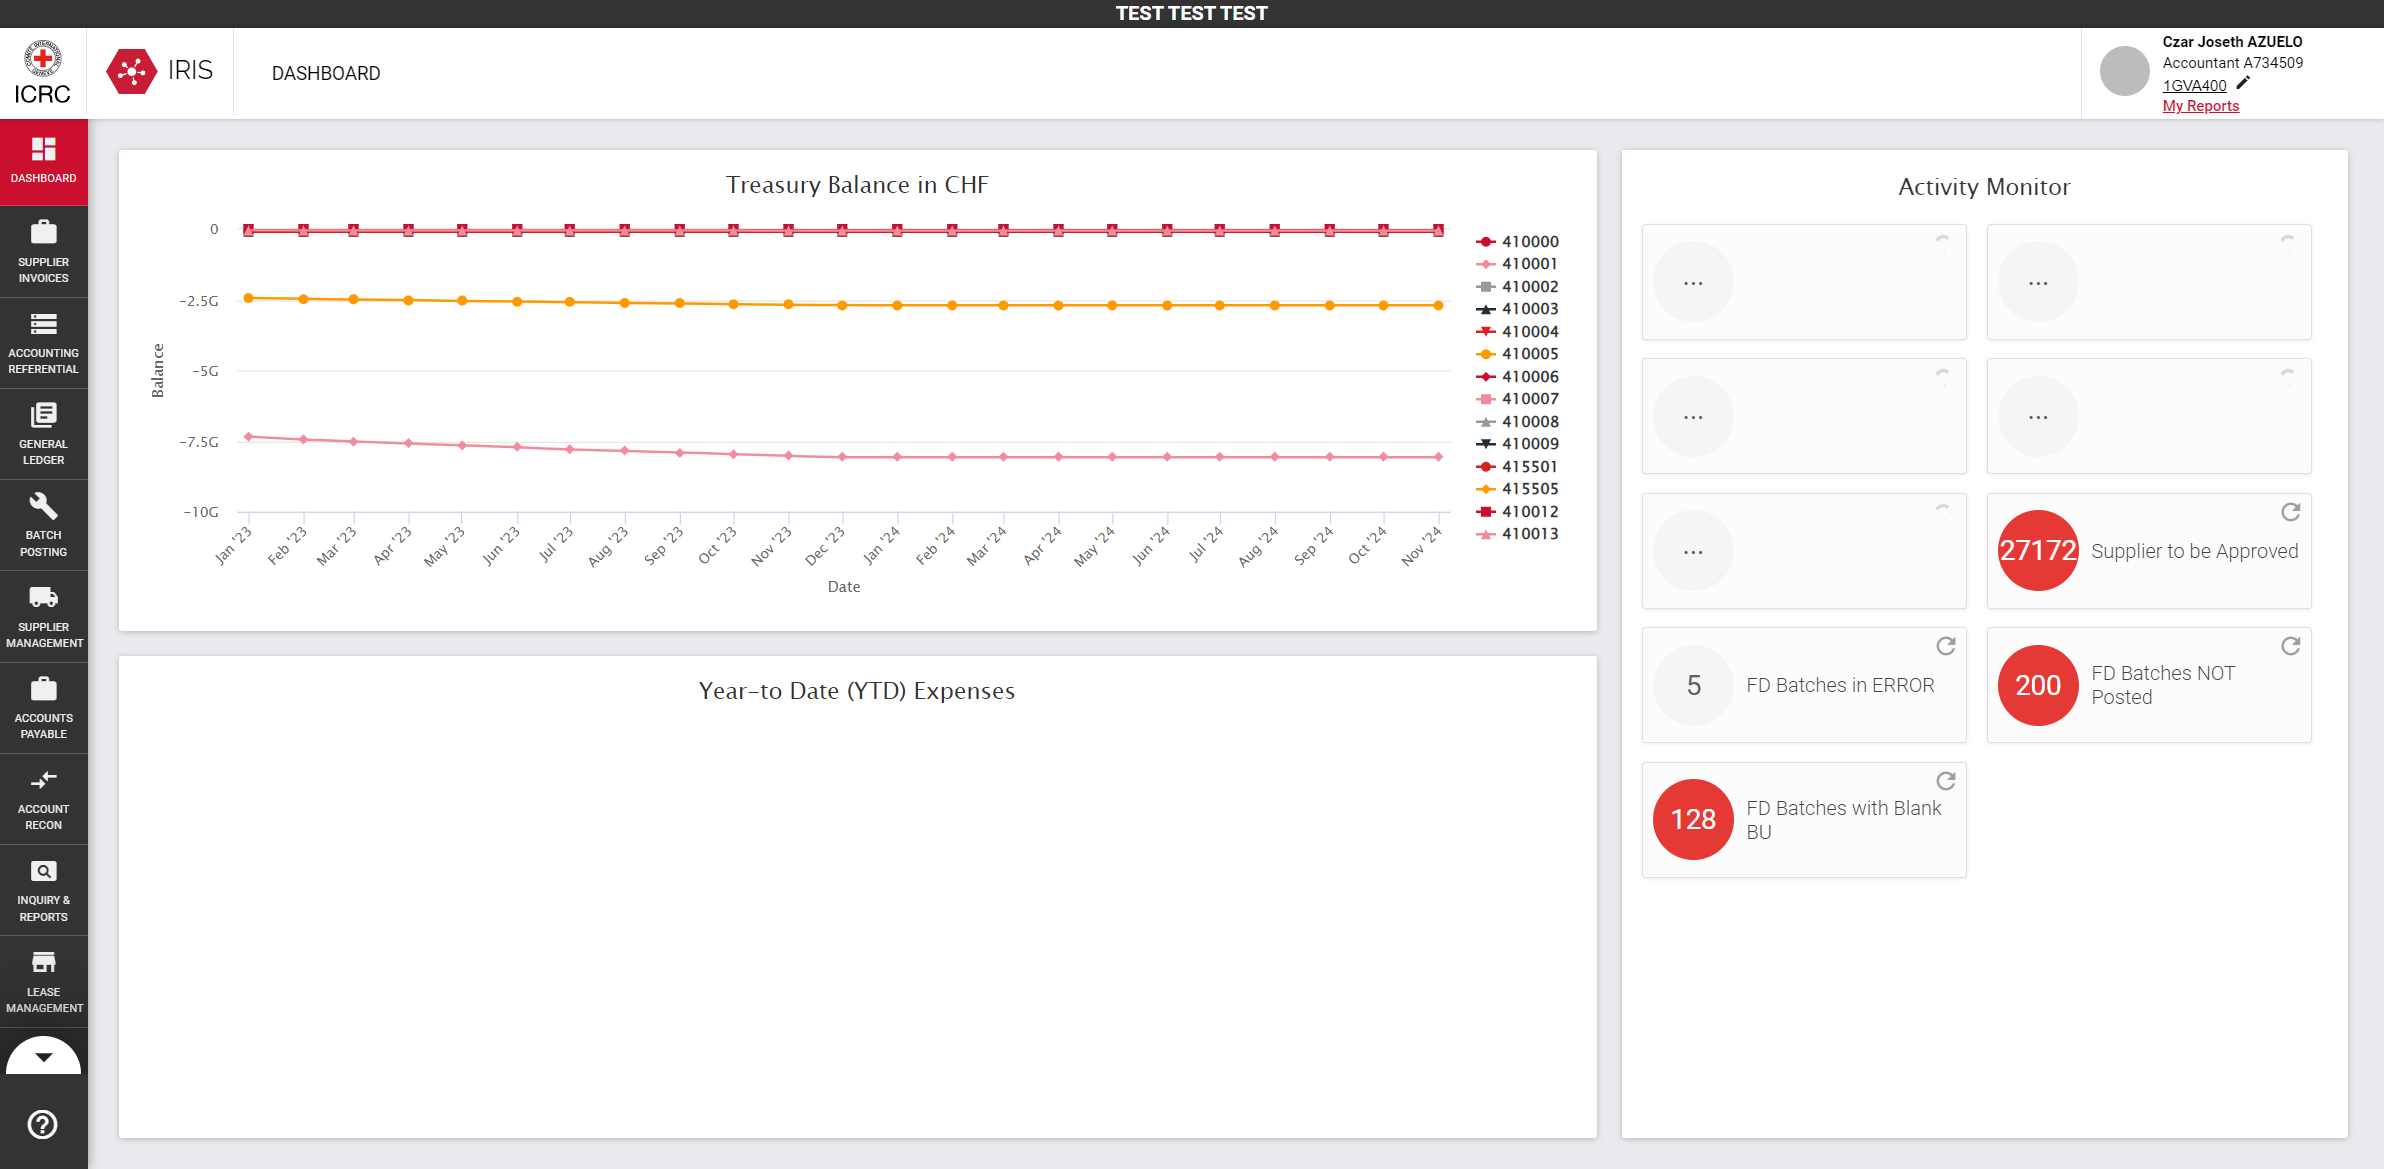 TEST TEST TEST
COMITE INTERNATIONAL GENEVE
ICRC
IRIS
DASHBOARD
Czar Joseth AZUELO
Accountant A734509
1GVA400
My Reports
DASHBOARD
SUPPLIER
INVOICES
ACCOUNTING
REFERENTIAL
GENERAL
LEDGER
BATCH
POSTING
SUPPLIER
MANAGEMENT
ACCOUNTS
PAYABLE
ACCOUNT
RECON
INQUIRY &
REPORTS
LEASE
MANAGEMENT
Treasury Balance in CHF
Balance
0
-2.5G
-5G
-7.5G
-10G
Jan '23
Feb '23
Mar '23
Apr '23
May '23
Jun '23
Jul '23
Aug '23
Sep '23
Oct '23
Nov '23
Dec '23
Jan '24
Feb '24
Mar '24
Apr '24
May '24
Jun '24
Jul '24
Aug '24
Sep '24
Oct '24
Nov '24
Date
410000
410001
410002
410003
410004
410005
410006
410007
410008
410009
415501
415505
410012
410013
Year-to Date (YTD) Expenses
Activity Monitor
...
...
...
...
...
27172
Supplier to be Approved
5
FD Batches in ERROR
200
FD Batches NOT
Posted
128
FD Batches with Blank
BU